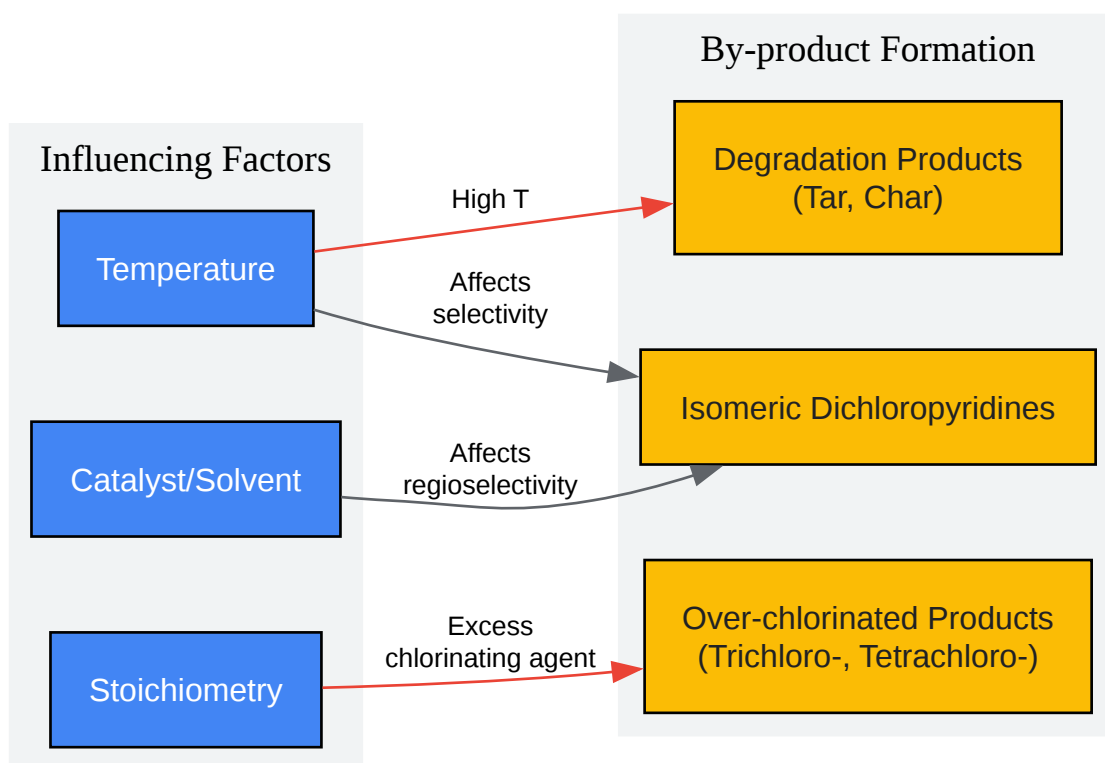 By-product Formation
Influencing Factors
Degradation Products
(Tar, Char)
High T
Temperature
Affects
selectivity
Isomeric Dichloropyridines
Affects
regioselectivity
Catalyst/Solvent
Over-chlorinated Products
(Trichloro-, Tetrachloro-)
Excess
chlorinating agent
Stoichiometry